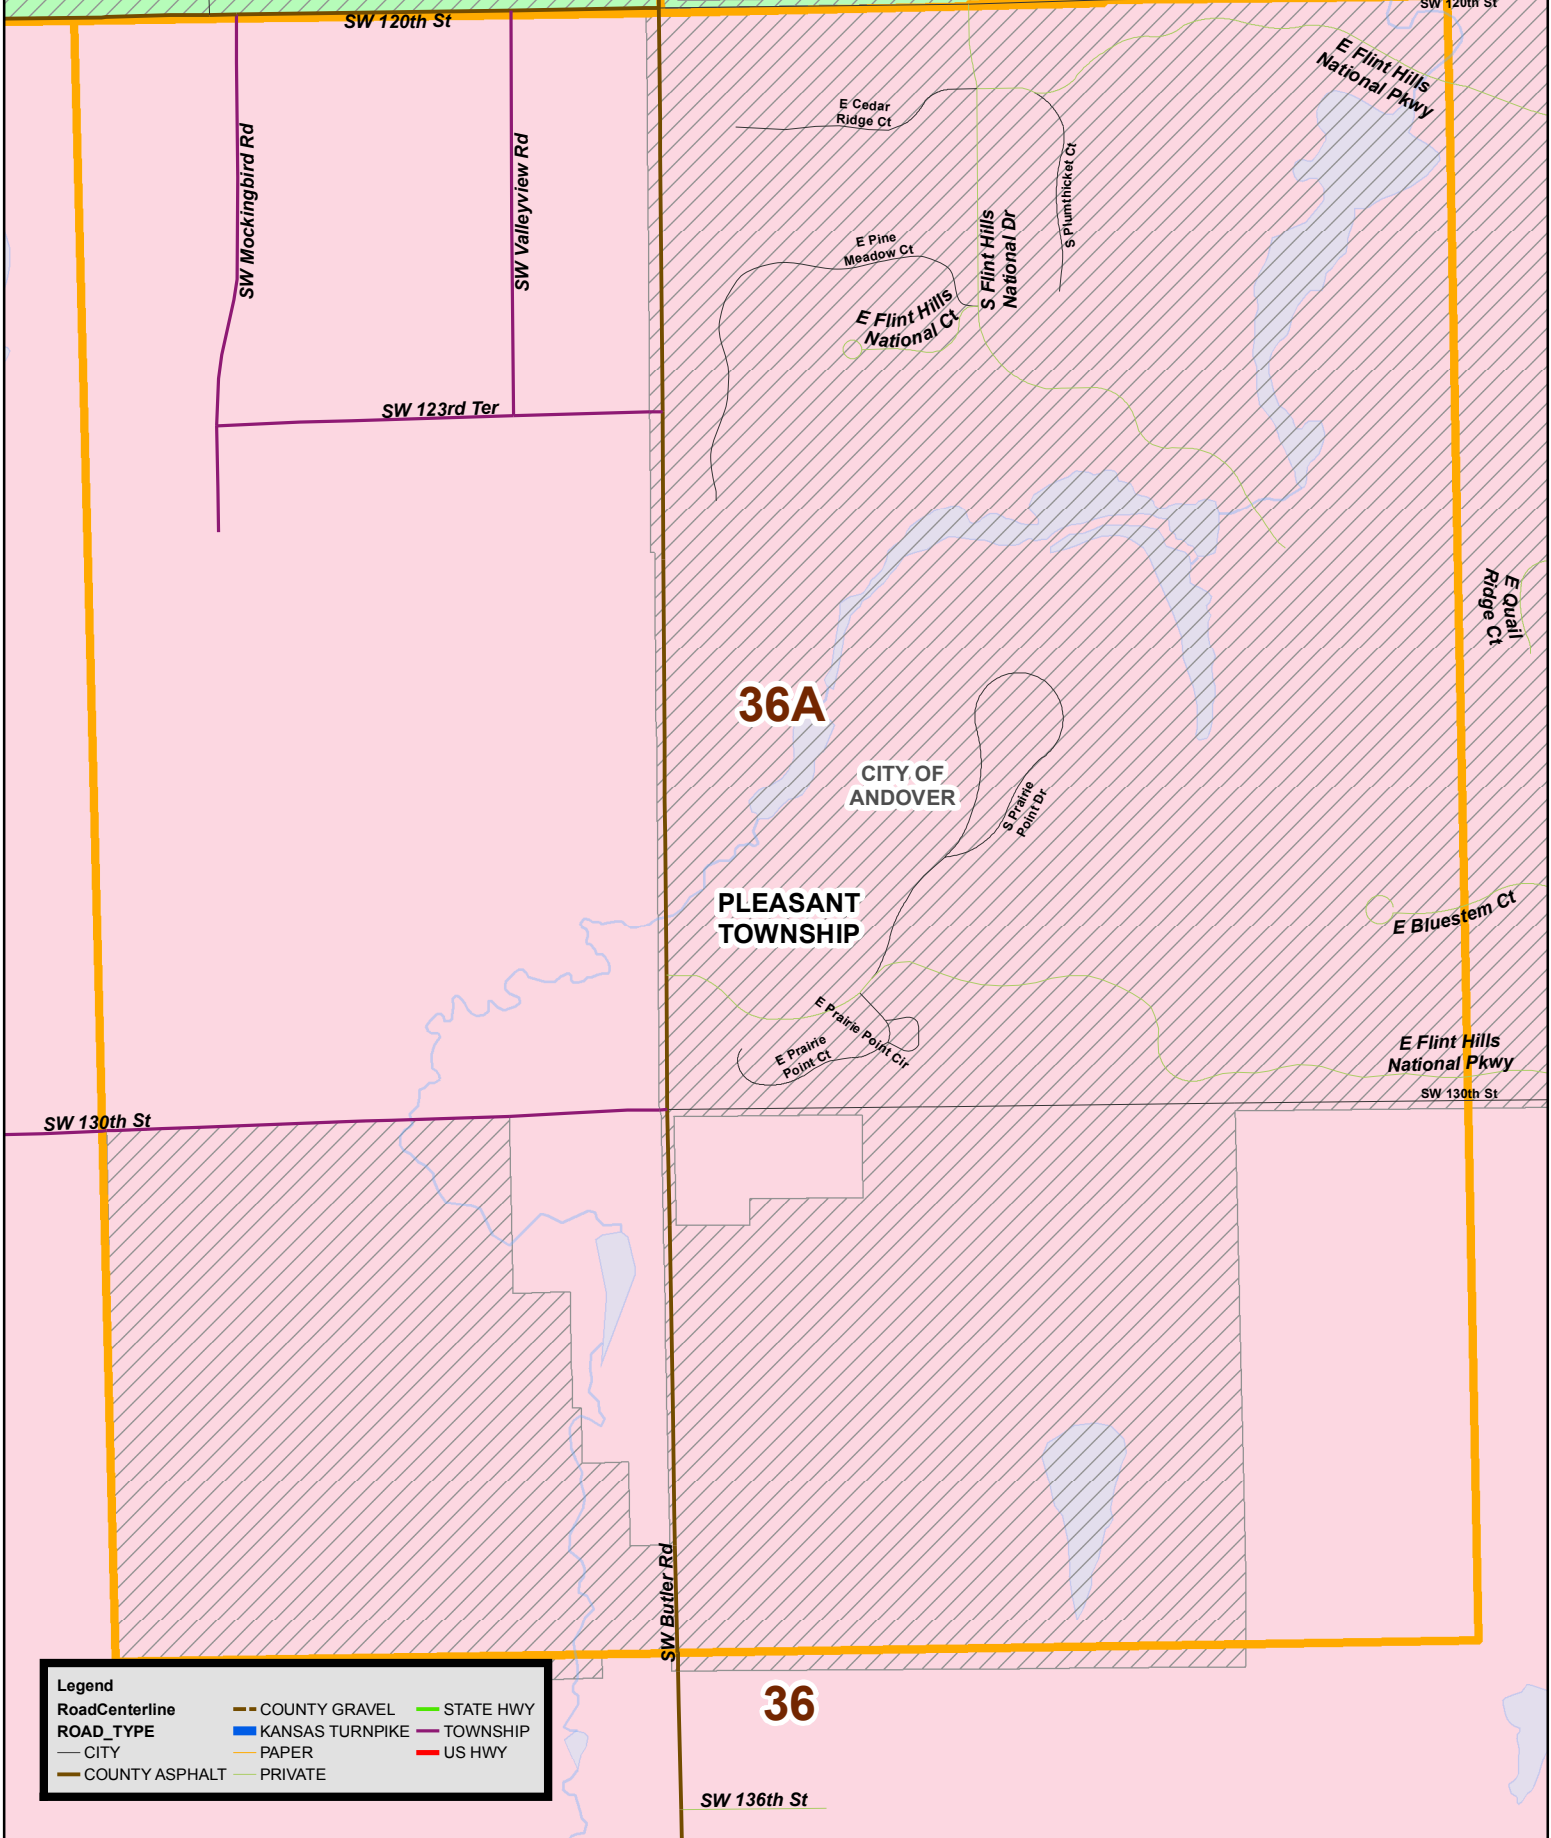 SW 120th St
SW 120th St
E Flint Hills
National Pkwy
E Cedar
Ridge Ct
SW Mockingbird Rd
SW Valleyview Rd
S Plumthicket Ct
E Pine
Meadow Ct
S Flint Hills
National Dr
E Flint Hills
National Ct
SW 123rd Ter
E Quail
Ridge Ct
36A
CITY OF
ANDOVER
S Prairie
Point Dr
PLEASANT
TOWNSHIP
E Bluestem Ct
E Prairie Point Cir
E Prairie
Point Ct
E Flint Hills
National Pkwy
SW 130th St
SW 130th St
SW Butler Rd
36
Legend
RoadCenterline
ROAD_TYPE
CITY
COUNTY ASPHALT
COUNTY GRAVEL
KANSAS TURNPIKE
PAPER
PRIVATE
STATE HWY
TOWNSHIP
US HWY
SW 136th St